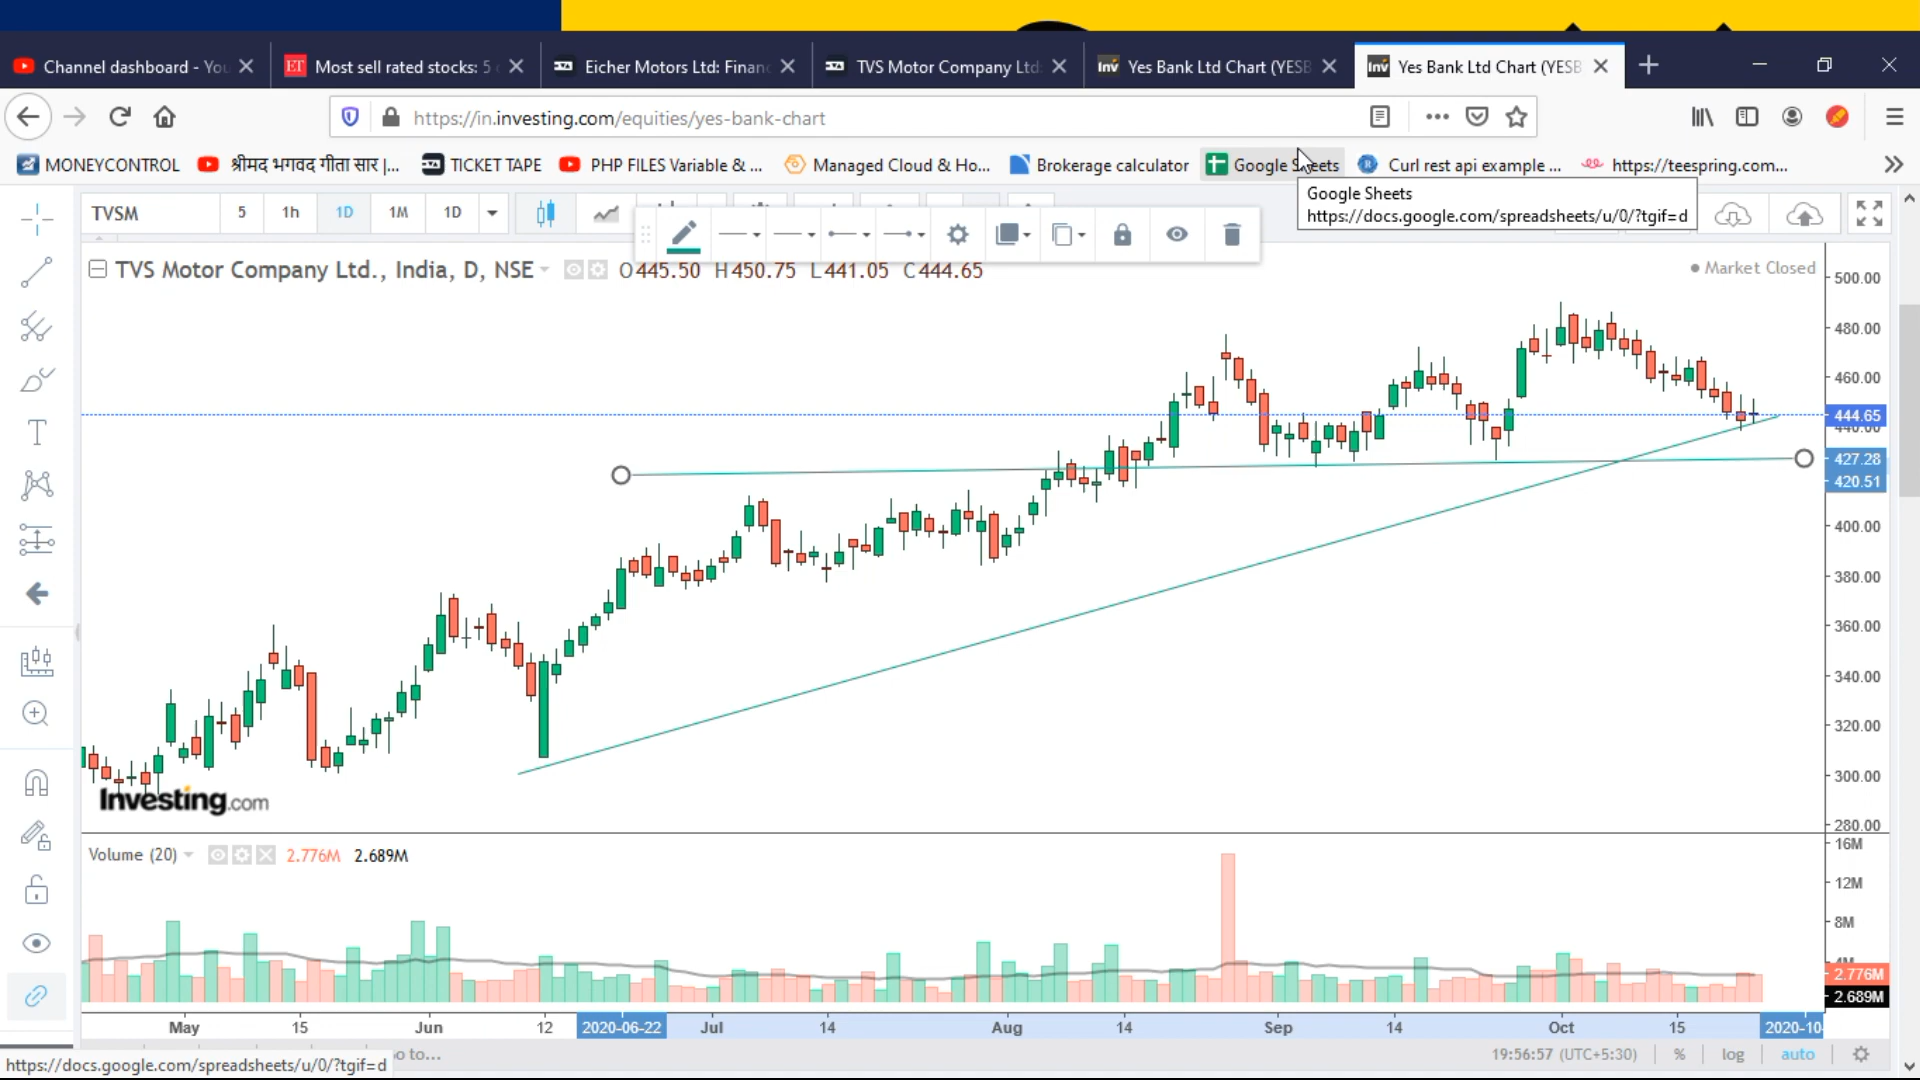 Channel dashboard - You
ET Most sell rated stocks: 5
Eicher Motors Ltd: Finan
TVS Motor Company Ltd
Inv Yes Bank Ltd Chart (YESB
Inv Yes Bank Ltd Chart (YESB
https://in.investing.com/equities/yes-bank-chart
MONEYCONTROL
श्रीमद भगवद गीता सार |...
TICKET TAPE
PHP FILES Variable & ...
Managed Cloud & Ho...
Brokerage calculator
Google Sheets
Curl rest api example ...
https://teespring.com...
Google Sheets
https://docs.google.com/spreadsheets/u/0/?tgif=d
TVSM 5 1h 1D 1M 1D
TVS Motor Company Ltd., India, D, NSE O445.50 H450.75 L441.05 C444.65
Market Closed
500.00
480.00
460.00
444.65
440.00
427.28
420.51
400.00
380.00
360.00
340.00
320.00
300.00
280.00
Investing.com
Volume (20) 2.776M 2.689M
16M
12M
8M
4M
2.776M
2.689M
May 15 Jun 12 2020-06-22 Jul 14 Aug 14 Sep 14 Oct 15 2020-10
https://docs.google.com/spreadsheets/u/0/?tgif=d
o to...
19:56:57 (UTC+5:30) % log auto